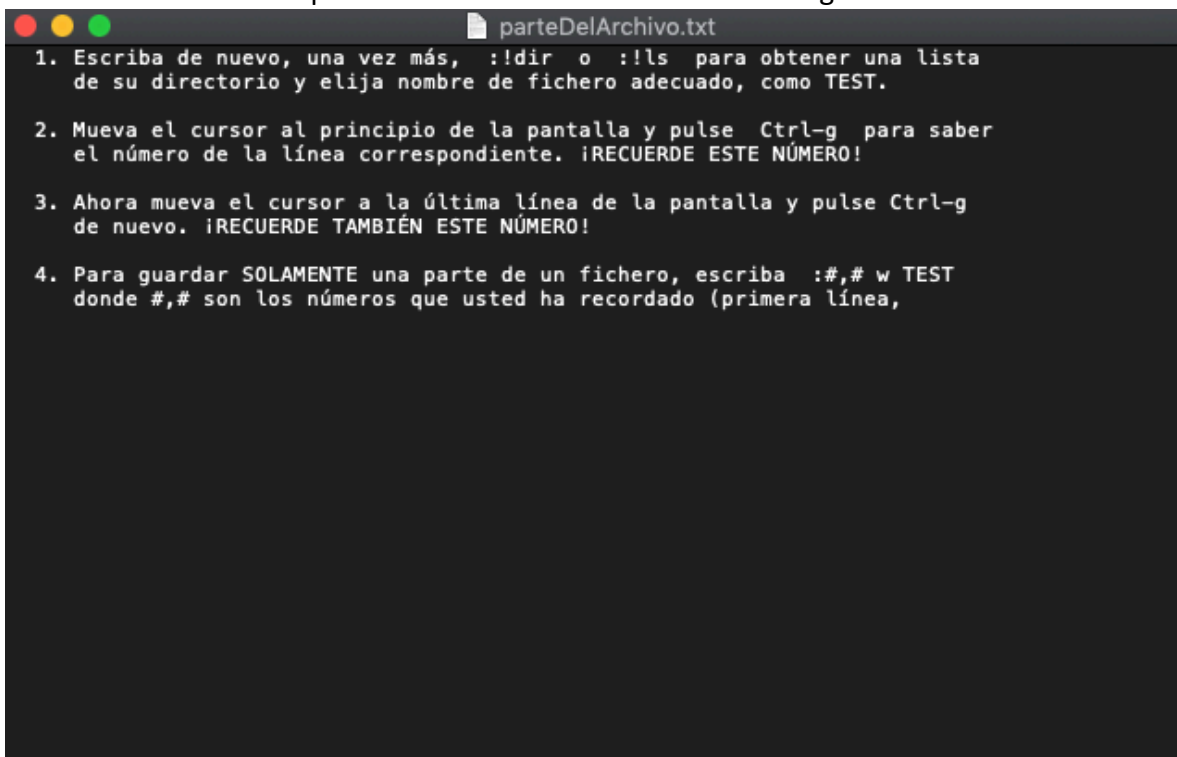 parteDelArchivo.txt
1. Escriba de nuevo, una vez más,  :!dir  o  :!ls  para obtener una lista
de su directorio y elija nombre de fichero adecuado, como TEST.
2. Mueva el cursor al principio de la pantalla y pulse  Ctrl-g  para saber
el número de la línea correspondiente. ¡RECUERDE ESTE NÚMERO!
3. Ahora mueva el cursor a la última línea de la pantalla y pulse Ctrl-g
de nuevo. ¡RECUERDE TAMBIÉN ESTE NÚMERO!
4. Para guardar SOLAMENTE una parte de un fichero, escriba  :#,# w TEST
donde #,# son los números que usted ha recordado (primera línea,